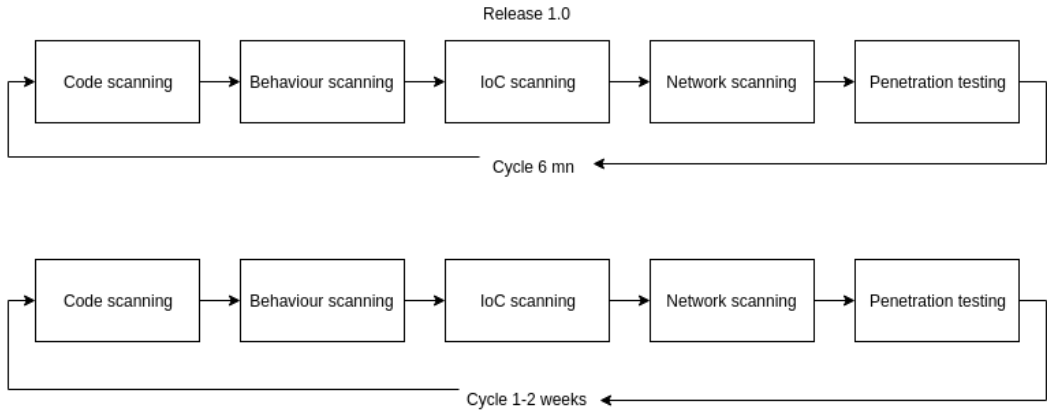 Release 1.0
Code scanning
Behaviour scanning
IoC scanning
Network scanning
Penetration testing
Cycle 6 mn
Code scanning
Behaviour scanning
IoC scanning
Network scanning
Penetration testing
Cycle 1-2 weeks